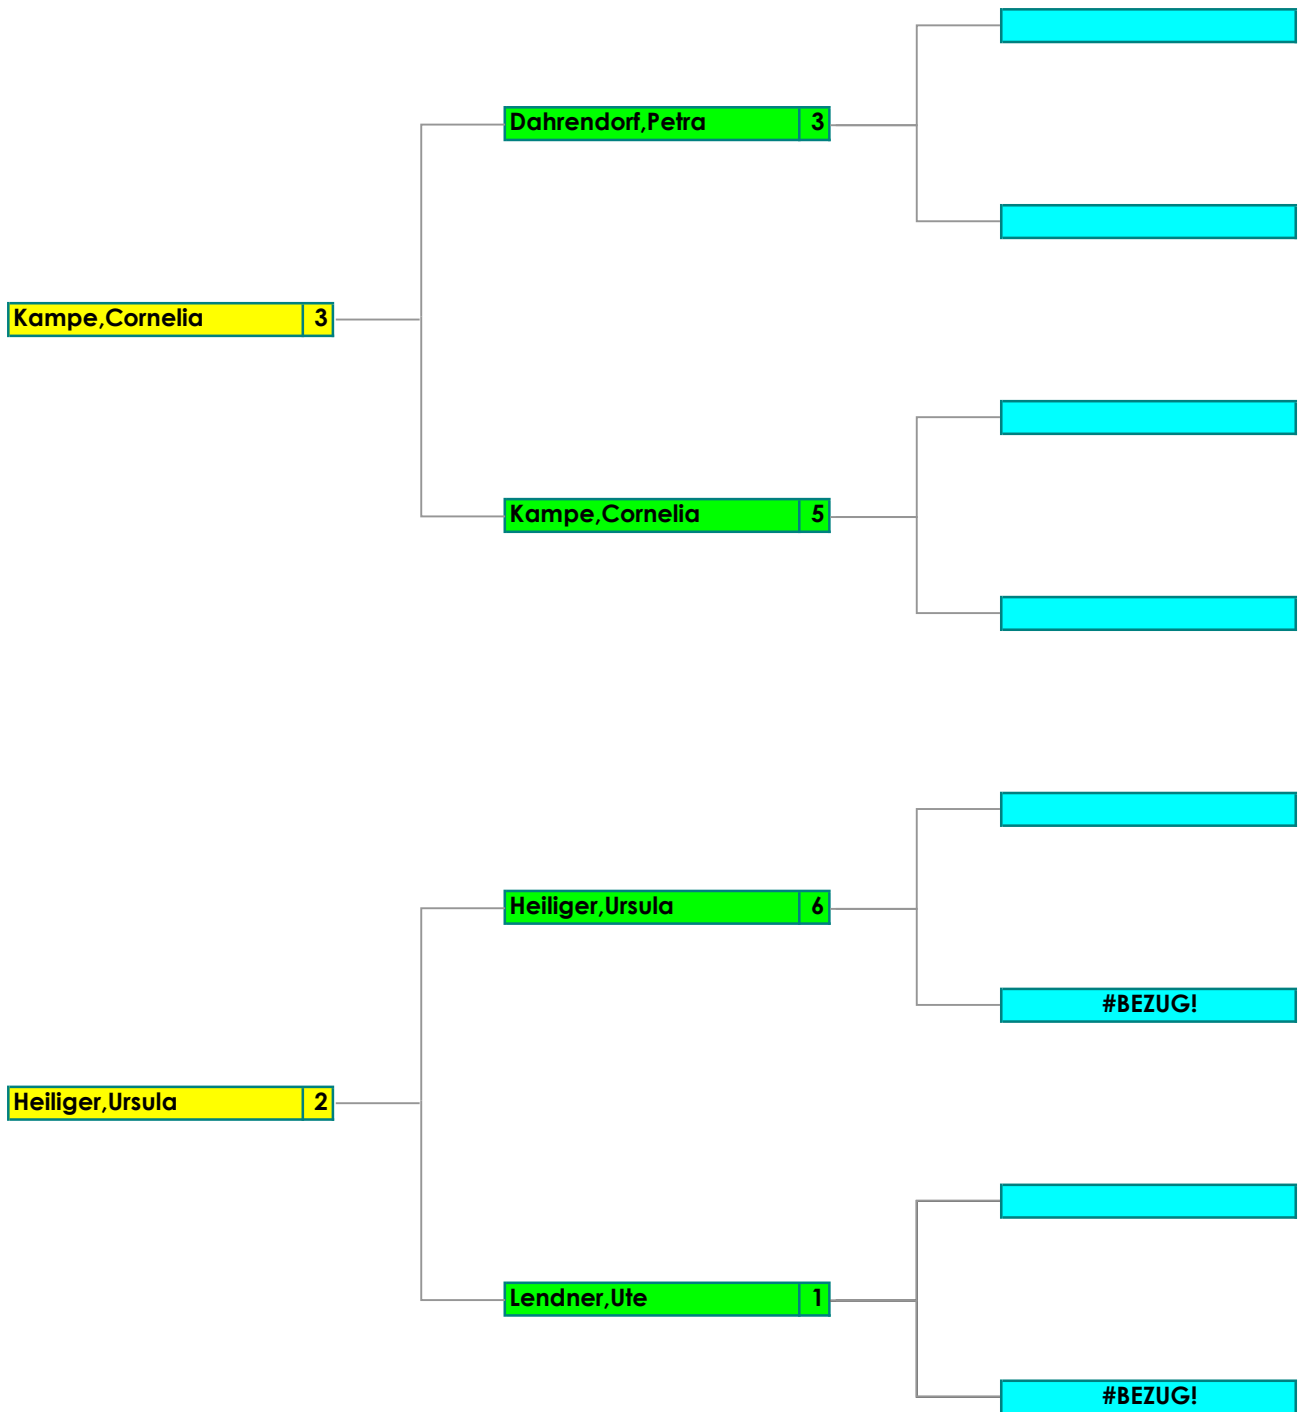 Dahrendorf,Petra 3
Kampe,Cornelia 3
Kampe,Cornelia 5
Heiliger,Ursula 6
#BEZUG!
Heiliger,Ursula 2
Lendner,Ute 1
#BEZUG!